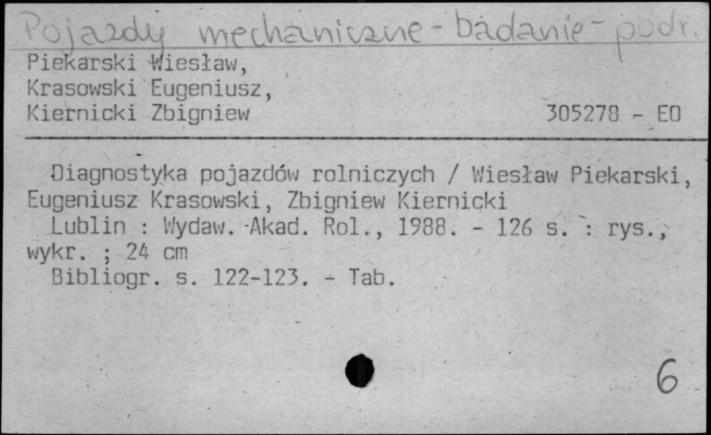 Pojazdy mechaniczne - badanie - podr.
Piekarski Wiesław,
Krasowski Eugeniusz,
Kiernicki Zbigniew 305278 - EO
Diagnostyka pojazdów rolniczych / Wiesław Piekarski,
Eugeniusz Krasowski, Zbigniew Kiernicki
Lublin : Wydaw. Akad. Rol., 1988. - 126 s. : rys.,
wykr. ; 24 cm
Bibliogr. s. 122-123. - Tab.
6